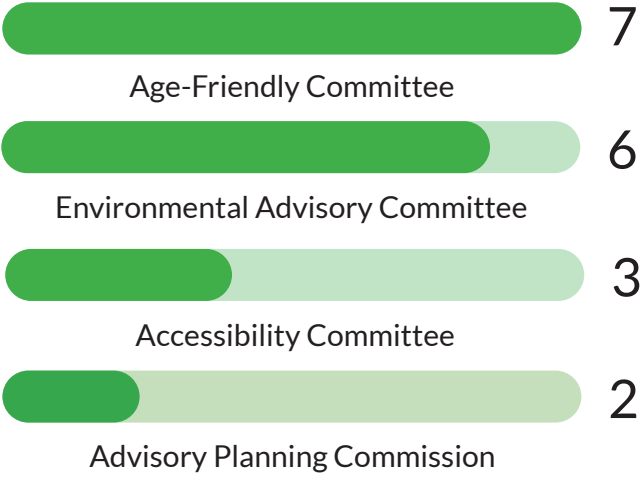 7
Age-Friendly Committee
6
Environmental Advisory Committee
3
Accessibility Committee
2
Advisory Planning Commission